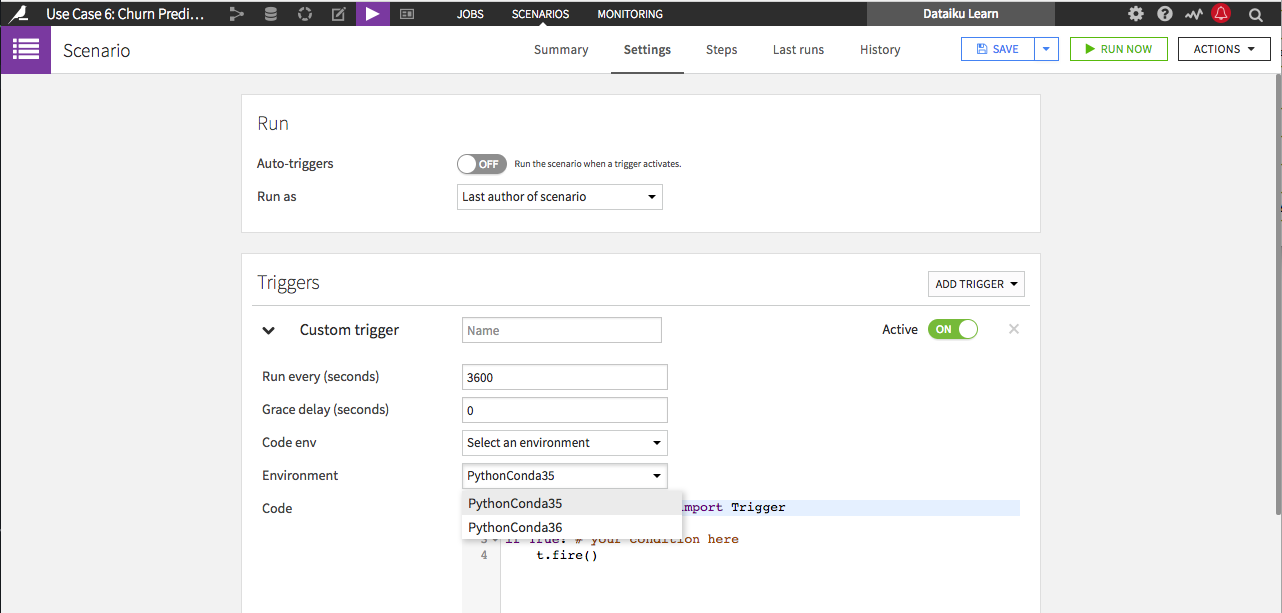 Use Case 6: Churn Predi...
JOBS
SCENARIOS
MONITORING
Dataiku Learn
Scenario
Summary
Settings
Steps
Last runs
History
SAVE
RUN NOW
ACTIONS
Run
Auto-triggers
OFF
Run the scenario when a trigger activates.
Run as
Last author of scenario
Triggers
ADD TRIGGER
Custom trigger
Name
Active
ON
Run every (seconds)
3600
Grace delay (seconds)
0
Code env
Select an environment
Environment
PythonConda35
PythonConda35
PythonConda36
Code
import Trigger
3 if True: # your condition here
4 t.fire()